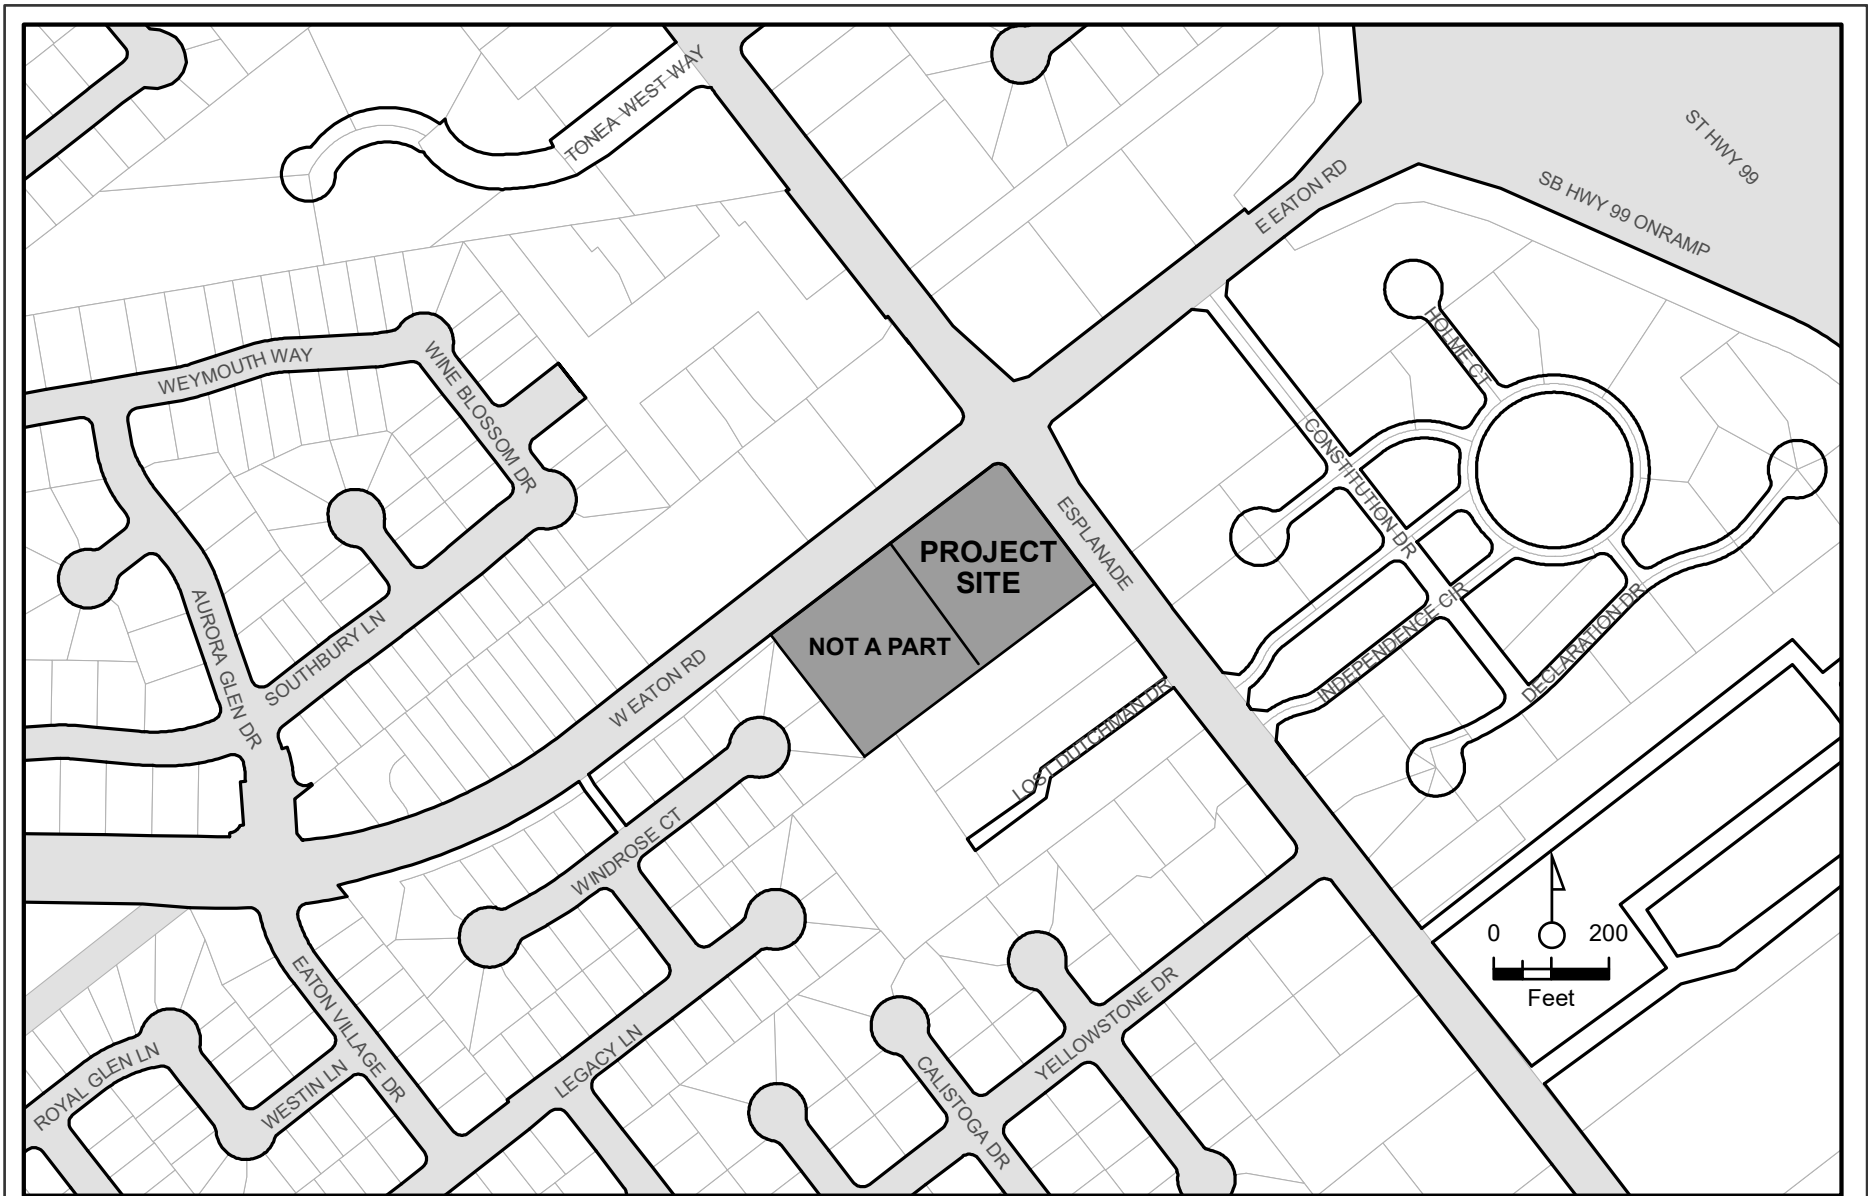 TONEA WEST WAY
ST HWY 99
SB HWY 99 ONRAMP
E EATON RD
HOLME CT
WEYMOUTH WAY
WINE BLOSSOM DR
CONSTITUTION DR
ESPLANADE
PROJECT
SITE
NOT A PART
AURORA GLEN DR
SOUTHBURY LN
W EATON RD
INDEPENDENCE CIR
DECLARATION DR
LOST DUTCHMAN DR
WINDROSE CT
0 200
Feet
EATON VILLAGE DR
YELLOWSTONE DR
LEGACY LN
CALISTOGA DR
ROYAL GLEN LN
WESTIN LN